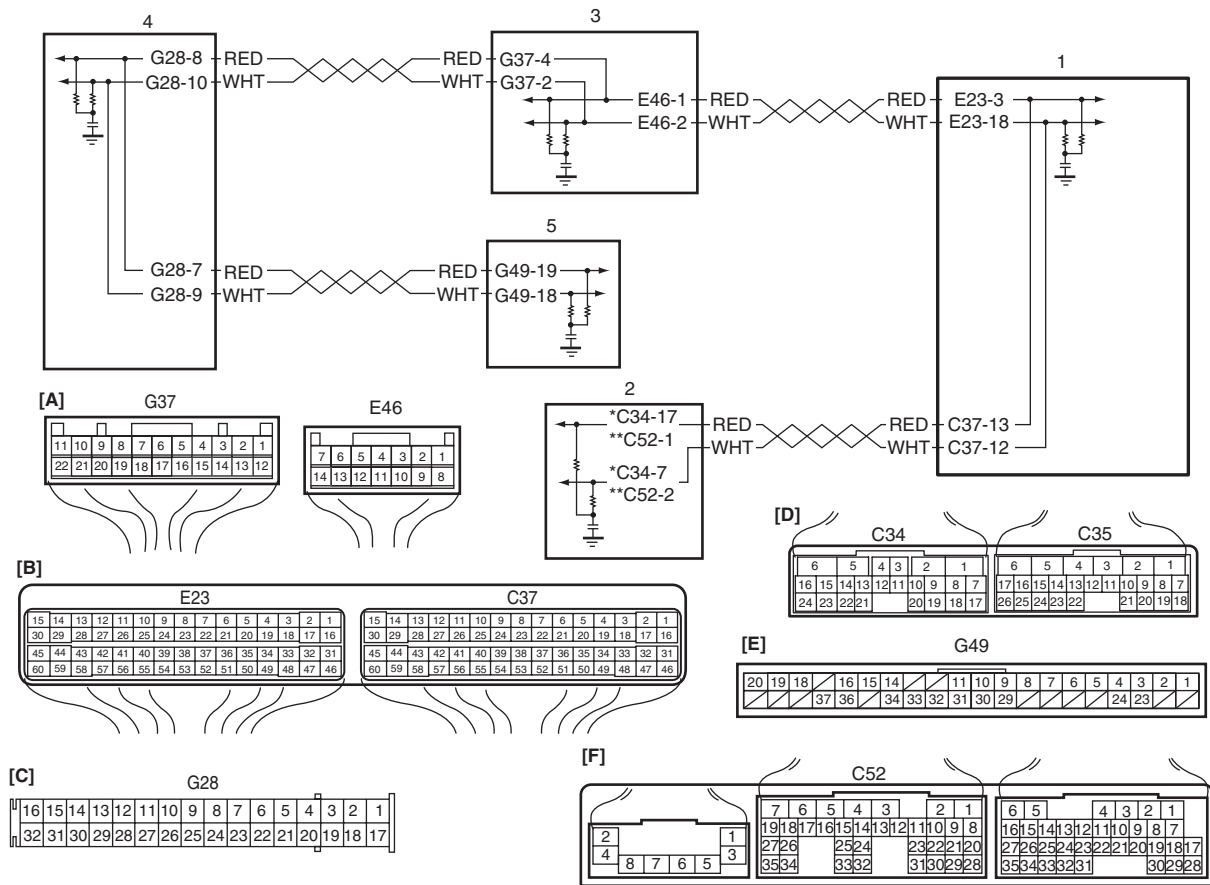 4
3
1
G28-8 RED RED G37-4
G28-10 WHT WHT G37-2
E46-1 RED RED E23-3
E46-2 WHT WHT E23-18
5
G28-7 RED RED G49-19
G28-9 WHT WHT G49-18
2
*C34-17 RED RED C37-13
**C52-1
WHT WHT C37-12
*C34-7
**C52-2
[A]
G37
11 10 9 8 7 6 5 4 3 2 1
22 21 20 19 18 17 16 15 14 13 12
E46
7 6 5 4 3 2 1
14 13 12 11 10 9 8
[B]
E23
15 14 13 12 11 10 9 8 7 6 5 4 3 2 1
30 29 28 27 26 25 24 23 22 21 20 19 18 17 16
45 44 43 42 41 40 39 38 37 36 35 34 33 32 31
60 59 58 57 56 55 54 53 52 51 50 49 48 47 46
C37
15 14 13 12 11 10 9 8 7 6 5 4 3 2 1
30 29 28 27 26 25 24 23 22 21 20 19 18 17 16
45 44 43 42 41 40 39 38 37 36 35 34 33 32 31
60 59 58 57 56 55 54 53 52 51 50 49 48 47 46
[C]
G28
16 15 14 13 12 11 10 9 8 7 6 5 4 3 2 1
32 31 30 29 28 27 26 25 24 23 22 21 20 19 18 17
[D]
C34
6 5 4 3 2 1
16 15 14 13 12 11 10 9 8 7
24 23 22 21 20 19 18 17
C35
6 5 4 3 2 1
17 16 15 14 13 12 11 10 9 8 7
26 25 24 23 22 21 20 19 18
[E]
G49
20 19 18 16 15 14 11 10 9 8 7 6 5 4 3 2 1
37 36 34 33 32 31 30 29 24 23
[F]
2 1
4 3
8 7 6 5
C52
7 6 5 4 3 2 1
19 18 17 16 15 14 13 12 11 10 9 8
27 26 25 24 23 22 21 20
35 34 33 32 31 30 29 28
6 5 4 3 2 1
16 15 14 13 12 11 10 9 8 7
27 26 25 24 23 22 21 20 19 18 17
35 34 33 32 31 30 29 28